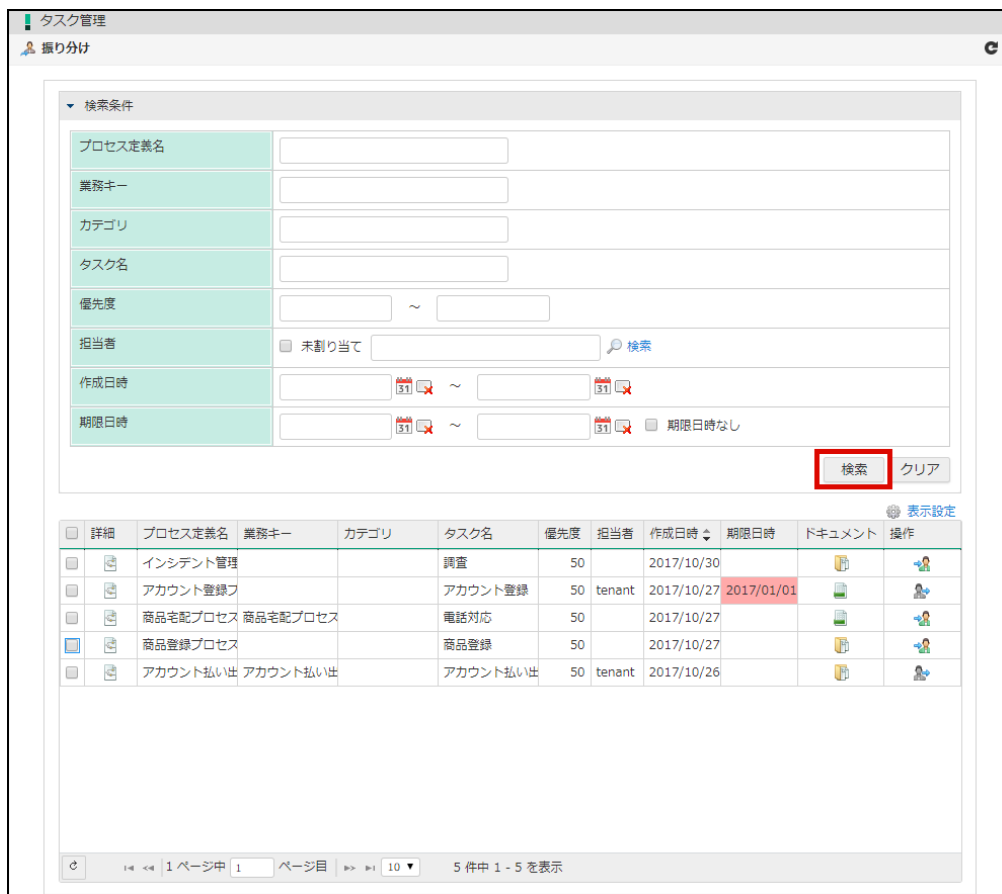 タスク管理
振り分け
検索条件
プロセス定義名
業務キー
カテゴリ
タスク名
優先度 ～
担当者 未割り当て 検索
作成日時 31 ～ 31
期限日時 31 ～ 31 期限日時なし
検索 クリア
表示設定
詳細 プロセス定義名 業務キー カテゴリ タスク名 優先度 担当者 作成日時 期限日時 ドキュメント 操作
インシデント管理 調査 50 2017/10/30
アカウント登録フ アカウント登録 50 tenant 2017/10/27 2017/01/01
商品宅配プロセス 商品宅配プロセス 電話対応 50 2017/10/27
商品登録プロセス 商品登録 50 2017/10/27
アカウント払い出 アカウント払い出 アカウント払い出 50 tenant 2017/10/26
1 ページ中 1 ページ目 10 ▼ 5 件中 1 - 5 を表示